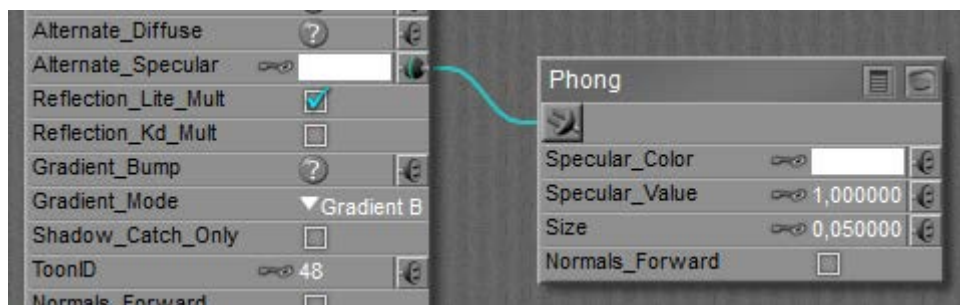 Alternate_Diffuse ?
Alternate_Specular
Reflection_Lite_Mult
Reflection_Kd_Mult
Gradient_Bump ?
Gradient_Mode Gradient B
Shadow_Catch_Only
ToonID 48
Normals_Forward
Phong
Specular_Color
Specular_Value 1,000000
Size 0,050000
Normals_Forward